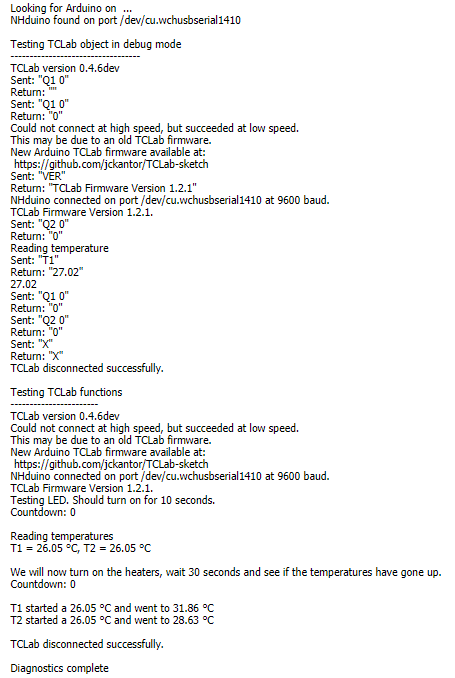 Looking for Arduino on  ...
NHduino found on port /dev/cu.wchusbserial1410
Testing TCLab object in debug mode
----------------------------------
TCLab version 0.4.6dev
Sent: "Q1 0"
Return: ""
Sent: "Q1 0"
Return: "0"
Could not connect at high speed, but succeeded at low speed.
This may be due to an old TCLab firmware.
New Arduino TCLab firmware available at:
https://github.com/jckantor/TCLab-sketch
Sent: "VER"
Return: "TCLab Firmware Version 1.2.1"
NHduino connected on port /dev/cu.wchusbserial1410 at 9600 baud.
TCLab Firmware Version 1.2.1.
Sent: "Q2 0"
Return: "0"
Reading temperature
Sent: "T1"
Return: "27.02"
27.02
Sent: "Q1 0"
Return: "0"
Sent: "Q2 0"
Return: "0"
Sent: "X"
Return: "X"
TCLab disconnected successfully.
Testing TCLab functions
-----------------------
TCLab version 0.4.6dev
Could not connect at high speed, but succeeded at low speed.
This may be due to an old TCLab firmware.
New Arduino TCLab firmware available at:
https://github.com/jckantor/TCLab-sketch
NHduino connected on port /dev/cu.wchusbserial1410 at 9600 baud.
TCLab Firmware Version 1.2.1.
Testing LED. Should turn on for 10 seconds.
Countdown: 0
Reading temperatures
T1 = 26.05 °C, T2 = 26.05 °C
We will now turn on the heaters, wait 30 seconds and see if the temperatures have gone up.
Countdown: 0
T1 started a 26.05 °C and went to 31.86 °C
T2 started a 26.05 °C and went to 28.63 °C
TCLab disconnected successfully.
Diagnostics complete